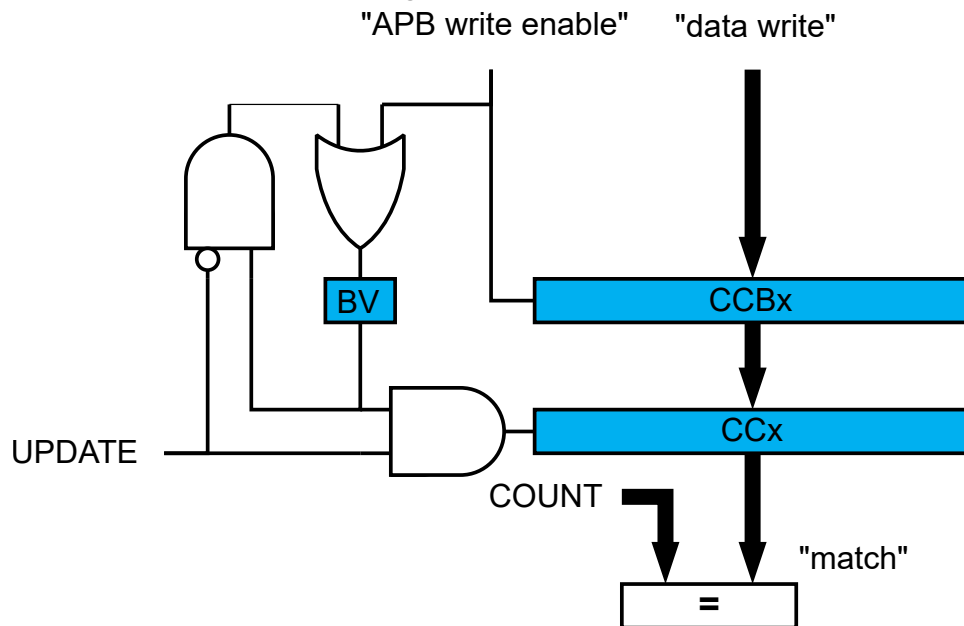 "APB write enable"
"data write"
BV
CCBx
CCx
UPDATE
COUNT
"match"
=